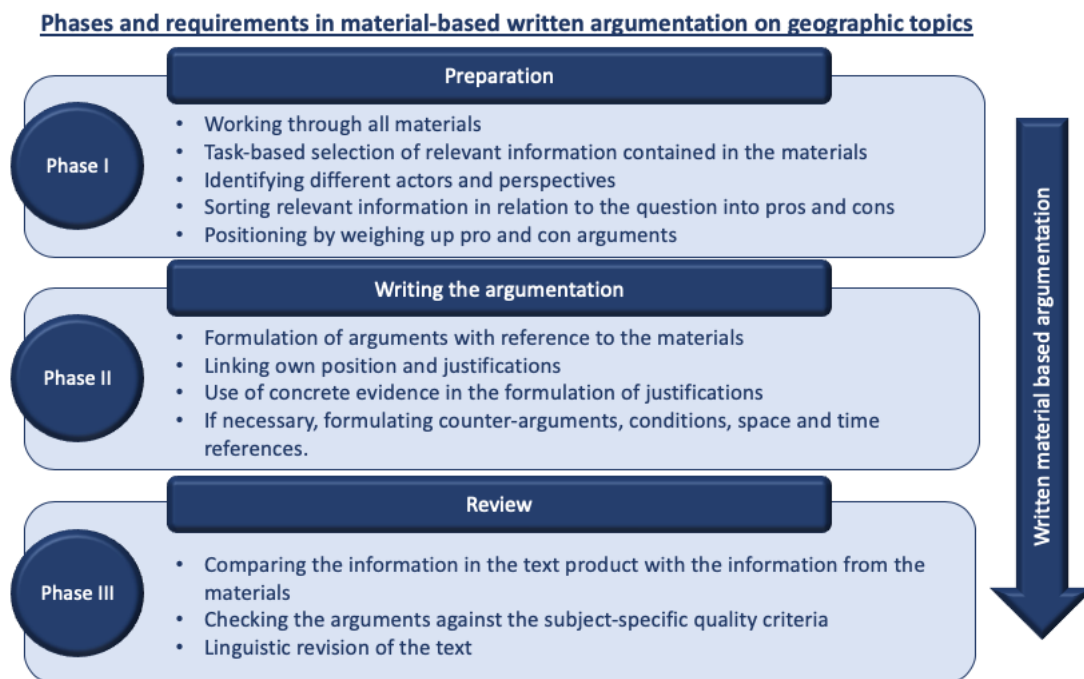 Phases and requirements in material-based written argumentation on geographic topics
Preparation
Phase I
• Working through all materials
• Task-based selection of relevant information contained in the materials
• Identifying different actors and perspectives
• Sorting relevant information in relation to the question into pros and cons
• Positioning by weighing up pro and con arguments
Writing the argumentation
Phase II
• Formulation of arguments with reference to the materials
• Linking own position and justifications
• Use of concrete evidence in the formulation of justifications
• If necessary, formulating counter-arguments, conditions, space and time
references.
Review
Phase III
• Comparing the information in the text product with the information from the
materials
• Checking the arguments against the subject-specific quality criteria
• Linguistic revision of the text
Written material based argumentation